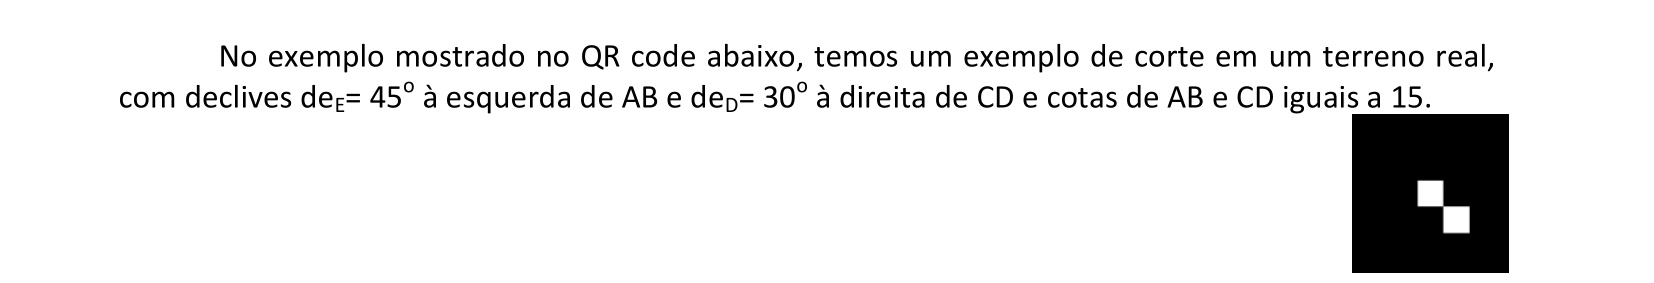 No exemplo mostrado no QR code abaixo, temos um exemplo de corte em um terreno real,
com declives deE= 45º à esquerda de AB e deD= 30º à direita de CD e cotas de AB e CD iguais a 15.